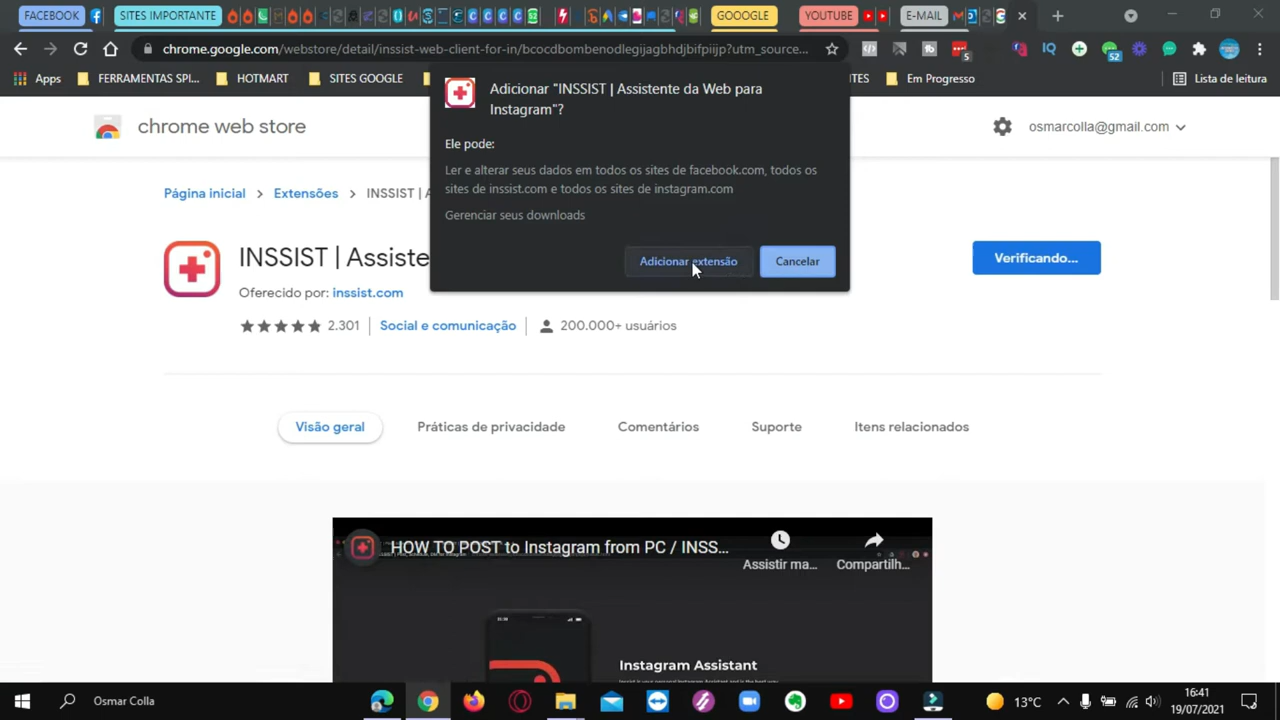 FACEBOOK
SITES IMPORTANTE
GOOOGLE
YOUTUBE
E-MAIL
chrome.google.com/webstore/detail/inssist-web-client-for-in/bcocdbombenodlegijagbhdjbifpiijp?utm_source...
5
52
Apps
FERRAMENTAS SPI...
HOTMART
SITES GOOGLE
TES
Em Progresso
Lista de leitura
Adicionar "INSSIST | Assistente da Web para
Instagram"?
Ele pode:
Ler e alterar seus dados em todos os sites de facebook.com, todos os
sites de inssist.com e todos os sites de instagram.com
Gerenciar seus downloads
Adicionar extensão
Cancelar
chrome web store
osmarcolla@gmail.com
Página inicial
Extensões
INSSIST | A
INSSIST | Assiste
Verificando...
Oferecido por: inssist.com
2.301
Social e comunicação
200.000+ usuários
Visão geral
Práticas de privacidade
Comentários
Suporte
Itens relacionados
HOW TO POST to Instagram from PC / INSS...
Assistir ma...
Compartilh...
Instagram Assistant
Osmar Colla
13°C
16:41
19/07/2021